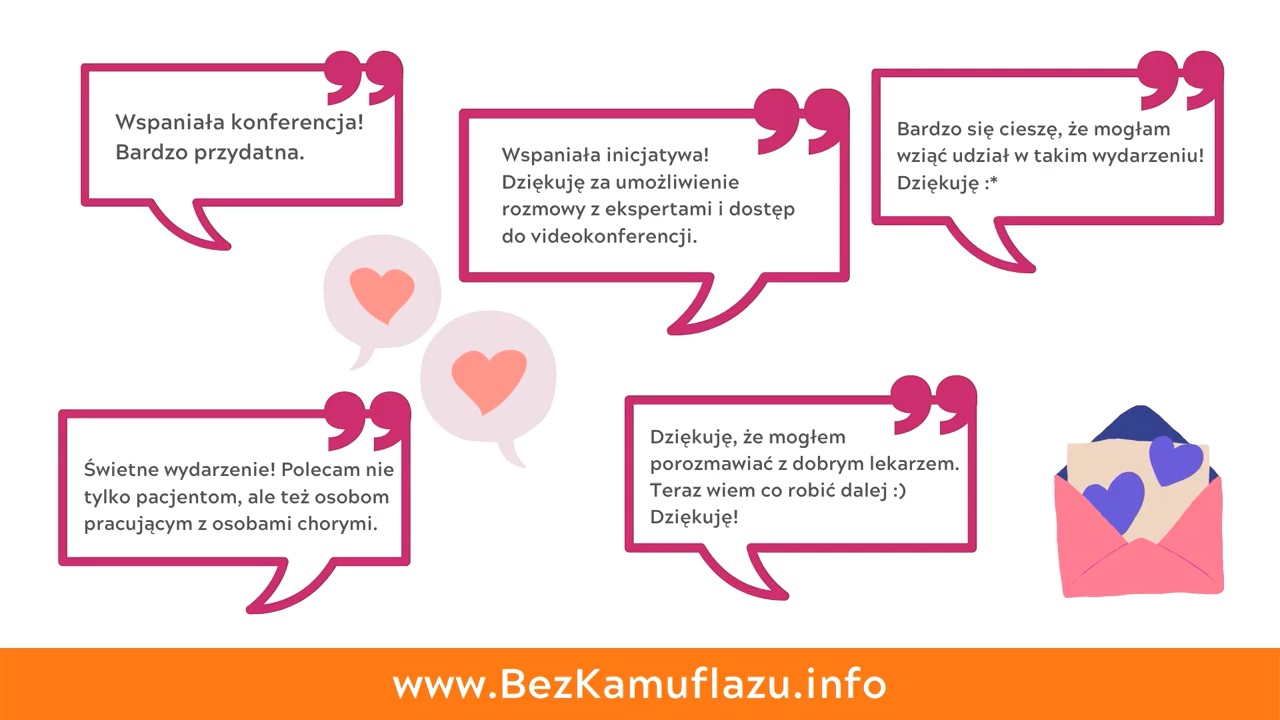 Wspaniała konferencja!
Bardzo przydatna.
Wspaniała inicjatywa!
Dziękuję za umożliwienie
rozmowy z ekspertami i dostęp
do videokonferencji.
Bardzo się cieszę, że mogłam
wziąć udział w takim wydarzeniu!
Dziękuję :*
Świetne wydarzenie! Polecam nie
tylko pacjentom, ale też osobom
pracującym z osobami chorymi.
Dziękuję, że mogłem
porozmawiać z dobrym lekarzem.
Teraz wiem co robić dalej :)
Dziękuję!
www.BezKamuflazu.info